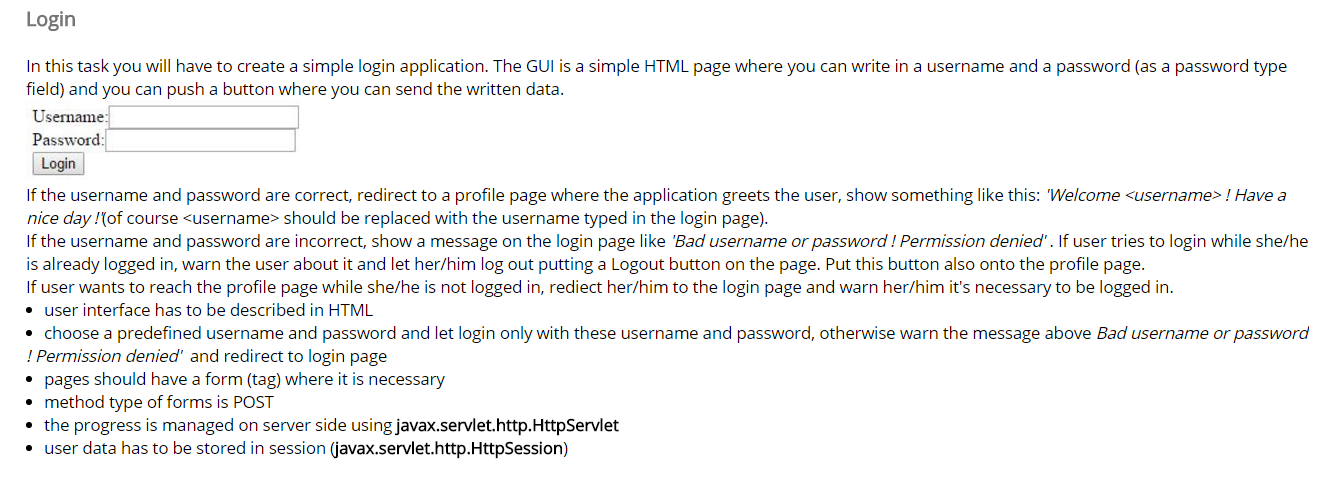 Login
In this task you will have to create a simple login application. The GUI is a simple HTML page where you can write in a username and a password (as a password type
field) and you can push a button where you can send the written data.
Username:
Password:
Login
If the username and password are correct, redirect to a profile page where the application greets the user, show something like this: 'Welcome <username> ! Have a
nice day !'(of course <username> should be replaced with the username typed in the login page).
If the username and password are incorrect, show a message on the login page like 'Bad username or password ! Permission denied' . If user tries to login while she/he
is already logged in, warn the user about it and let her/him log out putting a Logout button on the page. Put this button also onto the profile page.
If user wants to reach the profile page while she/he is not logged in, rediect her/him to the login page and warn her/him it's necessary to be logged in.
• user interface has to be described in HTML
• choose a predefined username and password and let login only with these username and password, otherwise warn the message above Bad username or password
! Permission denied' and redirect to login page
• pages should have a form (tag) where it is necessary
• method type of forms is POST
• the progress is managed on server side using javax.servlet.http.HttpServlet
• user data has to be stored in session (javax.servlet.http.HttpSession)